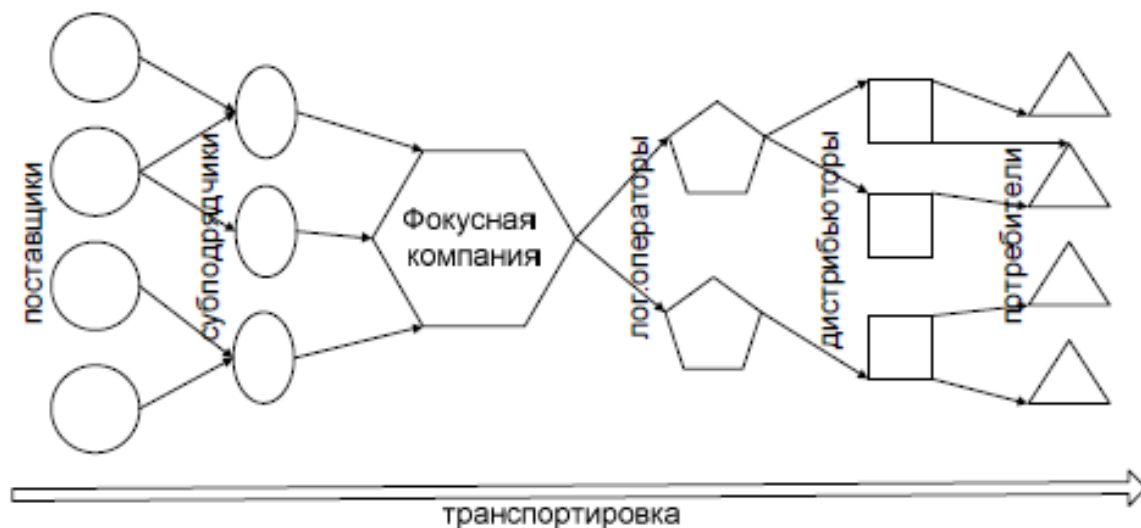 поставщики
субподрядчики
Фокусная
компания
лог.операторы
дистрибьюторы
потребители
транспортировка